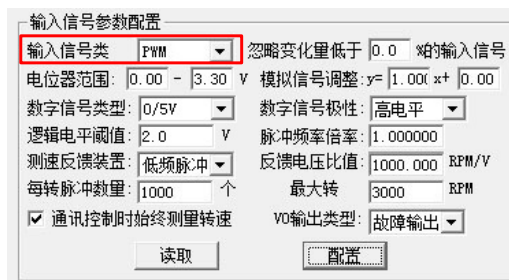 输入信号参数配置
输入信号类 PWM 忽略变化量低于 0.0 %的输入信号
电位器范围: 0.00 - 3.30 V 模拟信号调整:y= 1.00( x+ 0.00
数字信号类型: 0/5V 数字信号极性: 高电平
逻辑电平阈值: 2.0 V 脉冲频率倍率: 1.000000
测速反馈装置: 低频脉冲 反馈电压比值: 1000.000 RPM/V
每转脉冲数量: 1000 个 最大转 3000 RPM
通讯控制时始终测量转速 VO输出类型: 故障输出
读取 配置